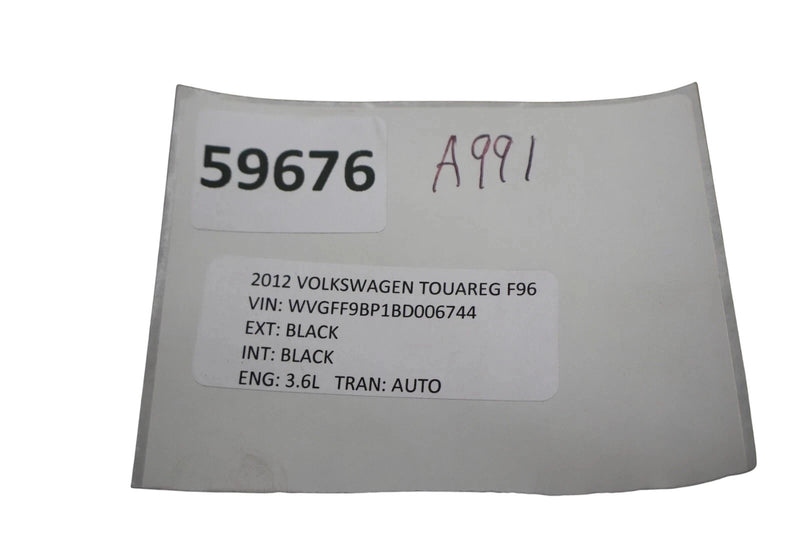 59676 A991
2012 VOLKSWAGEN TOUAREG F96
VIN: WVGFF9BP1BD006744
EXT: BLACK
INT: BLACK
ENG: 3.6L TRAN: AUTO